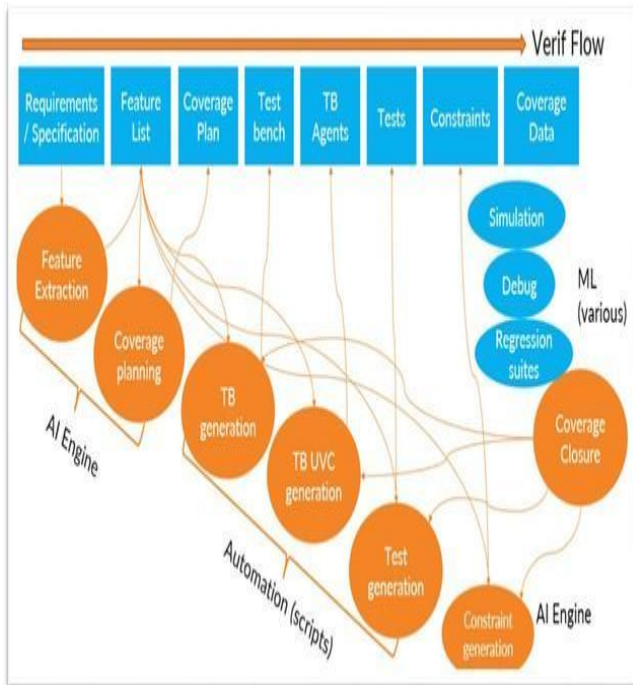 Verif Flow
Requirements
/ Specification
Feature
List
Coverage
Plan
Test
bench
TB
Agents
Tests
Constraints
Coverage
Data
Simulation
Debug
Regression
suites
ML
(various)
Feature
Extraction
Coverage
planning
TB
generation
TB UVC
generation
Test
generation
Constraint
generation
Coverage
Closure
AI Engine
Automation (scripts)
AI Engine